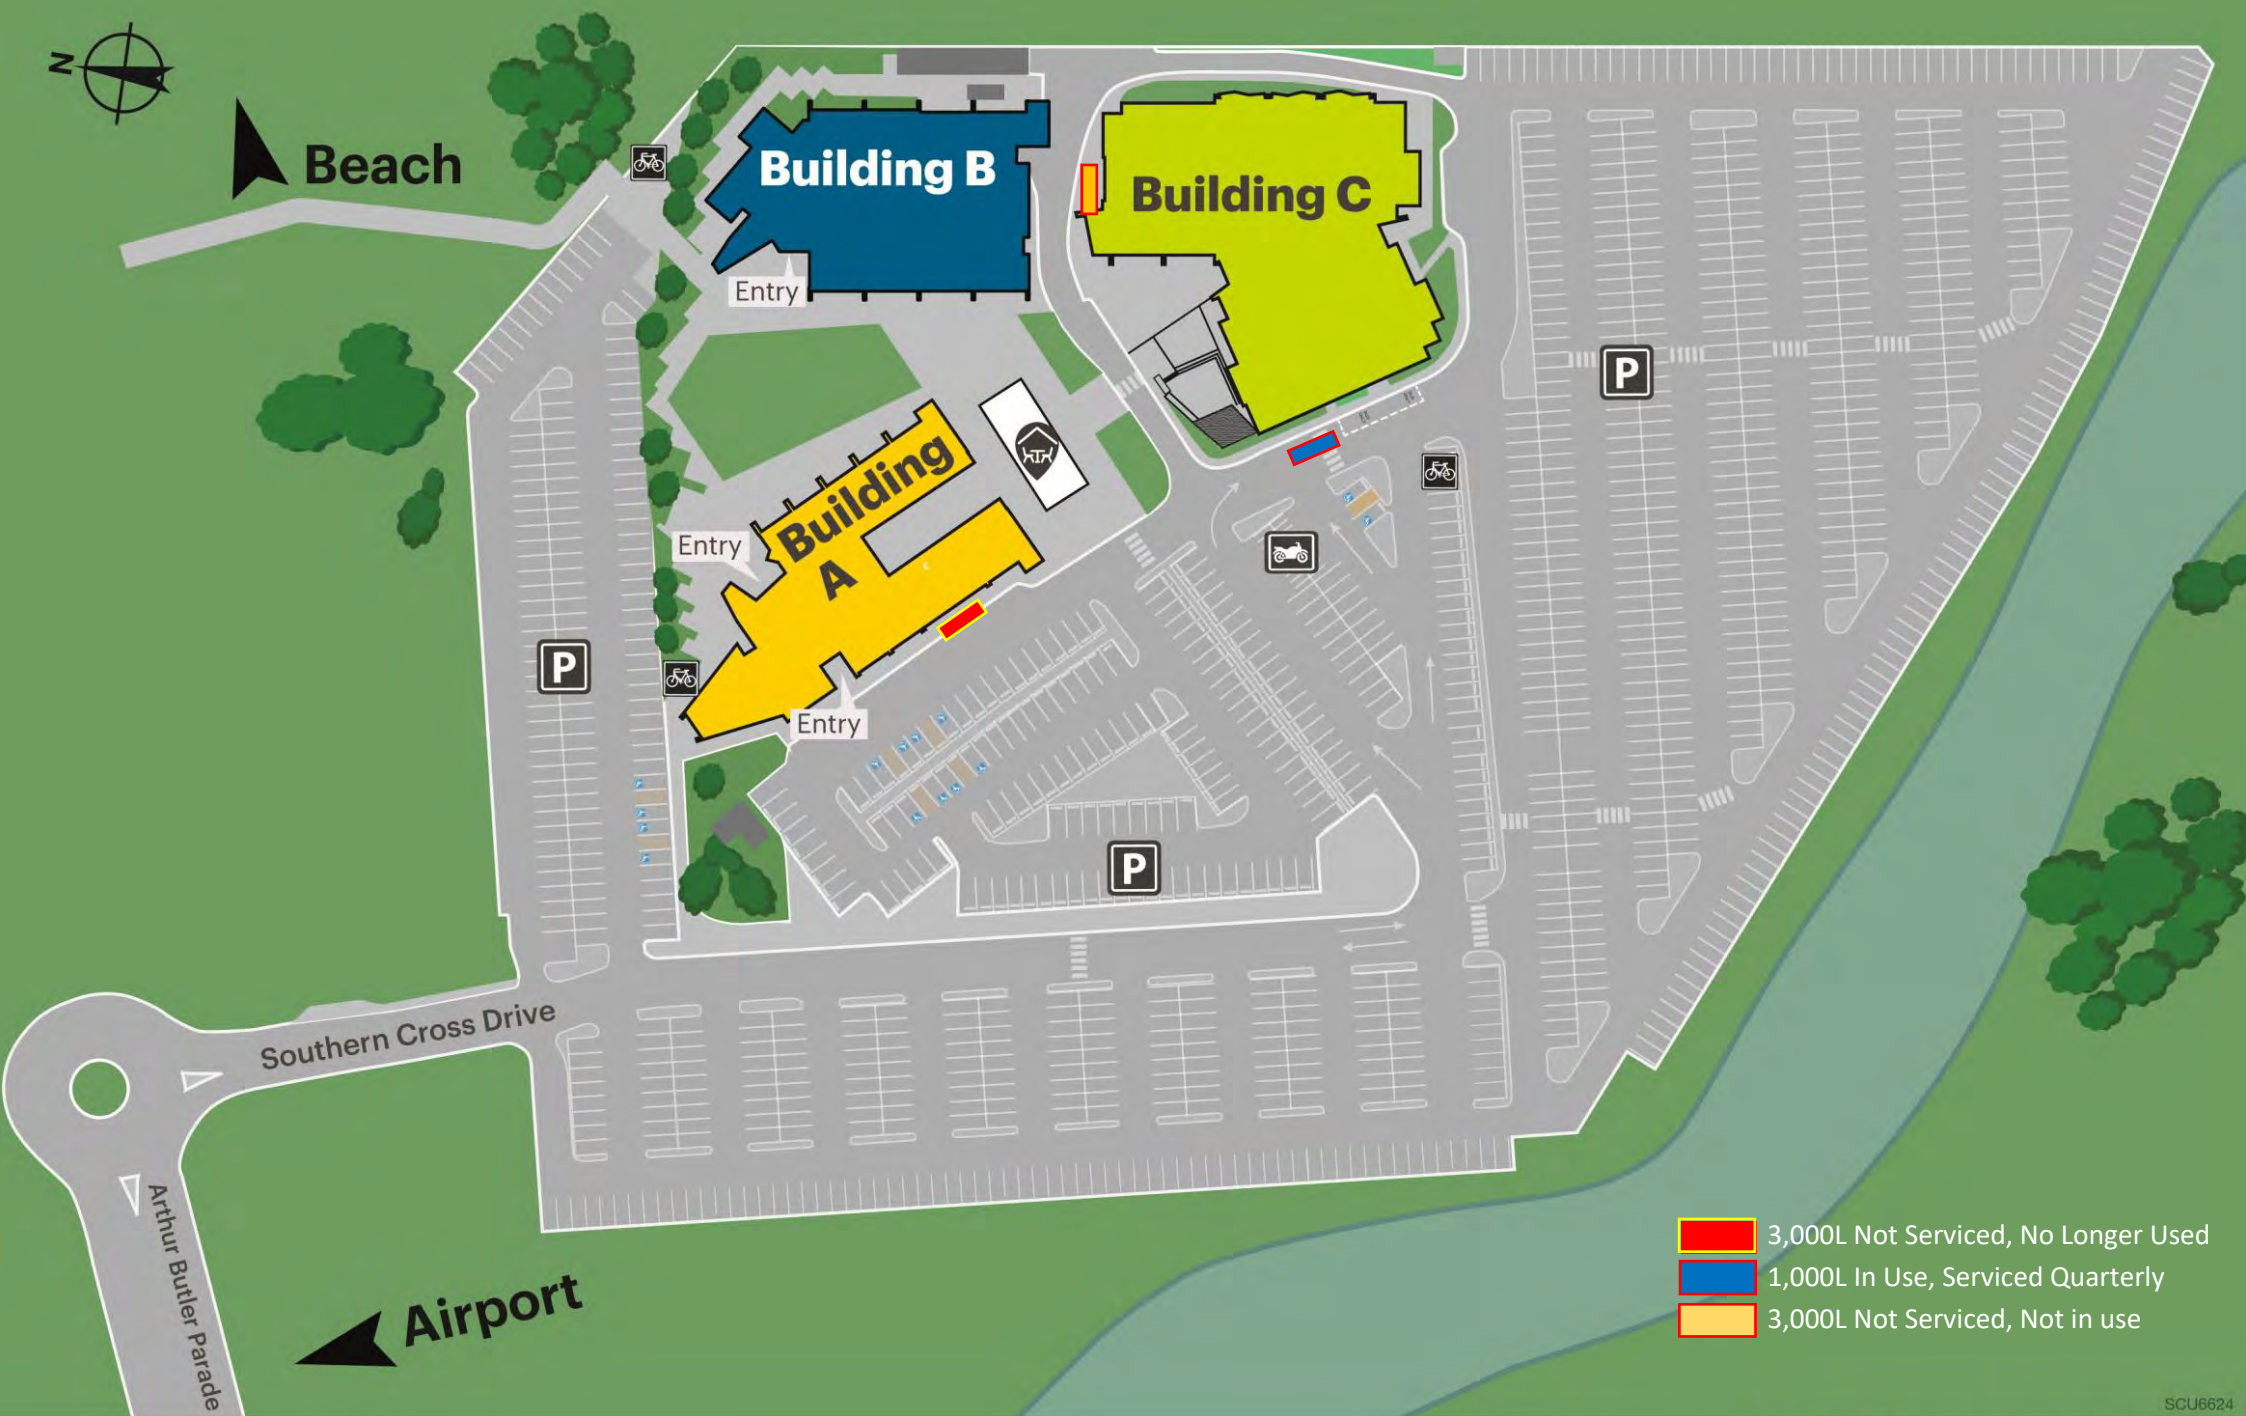 N
Beach
Building B
Building C
Entry
Building
A
Entry
Entry
P
P
P
Southern Cross Drive
Arthur Butler Parade
Airport
3,000L Not Serviced, No Longer Used
1,000L In Use, Serviced Quarterly
3,000L Not Serviced, Not in use
SCU6624